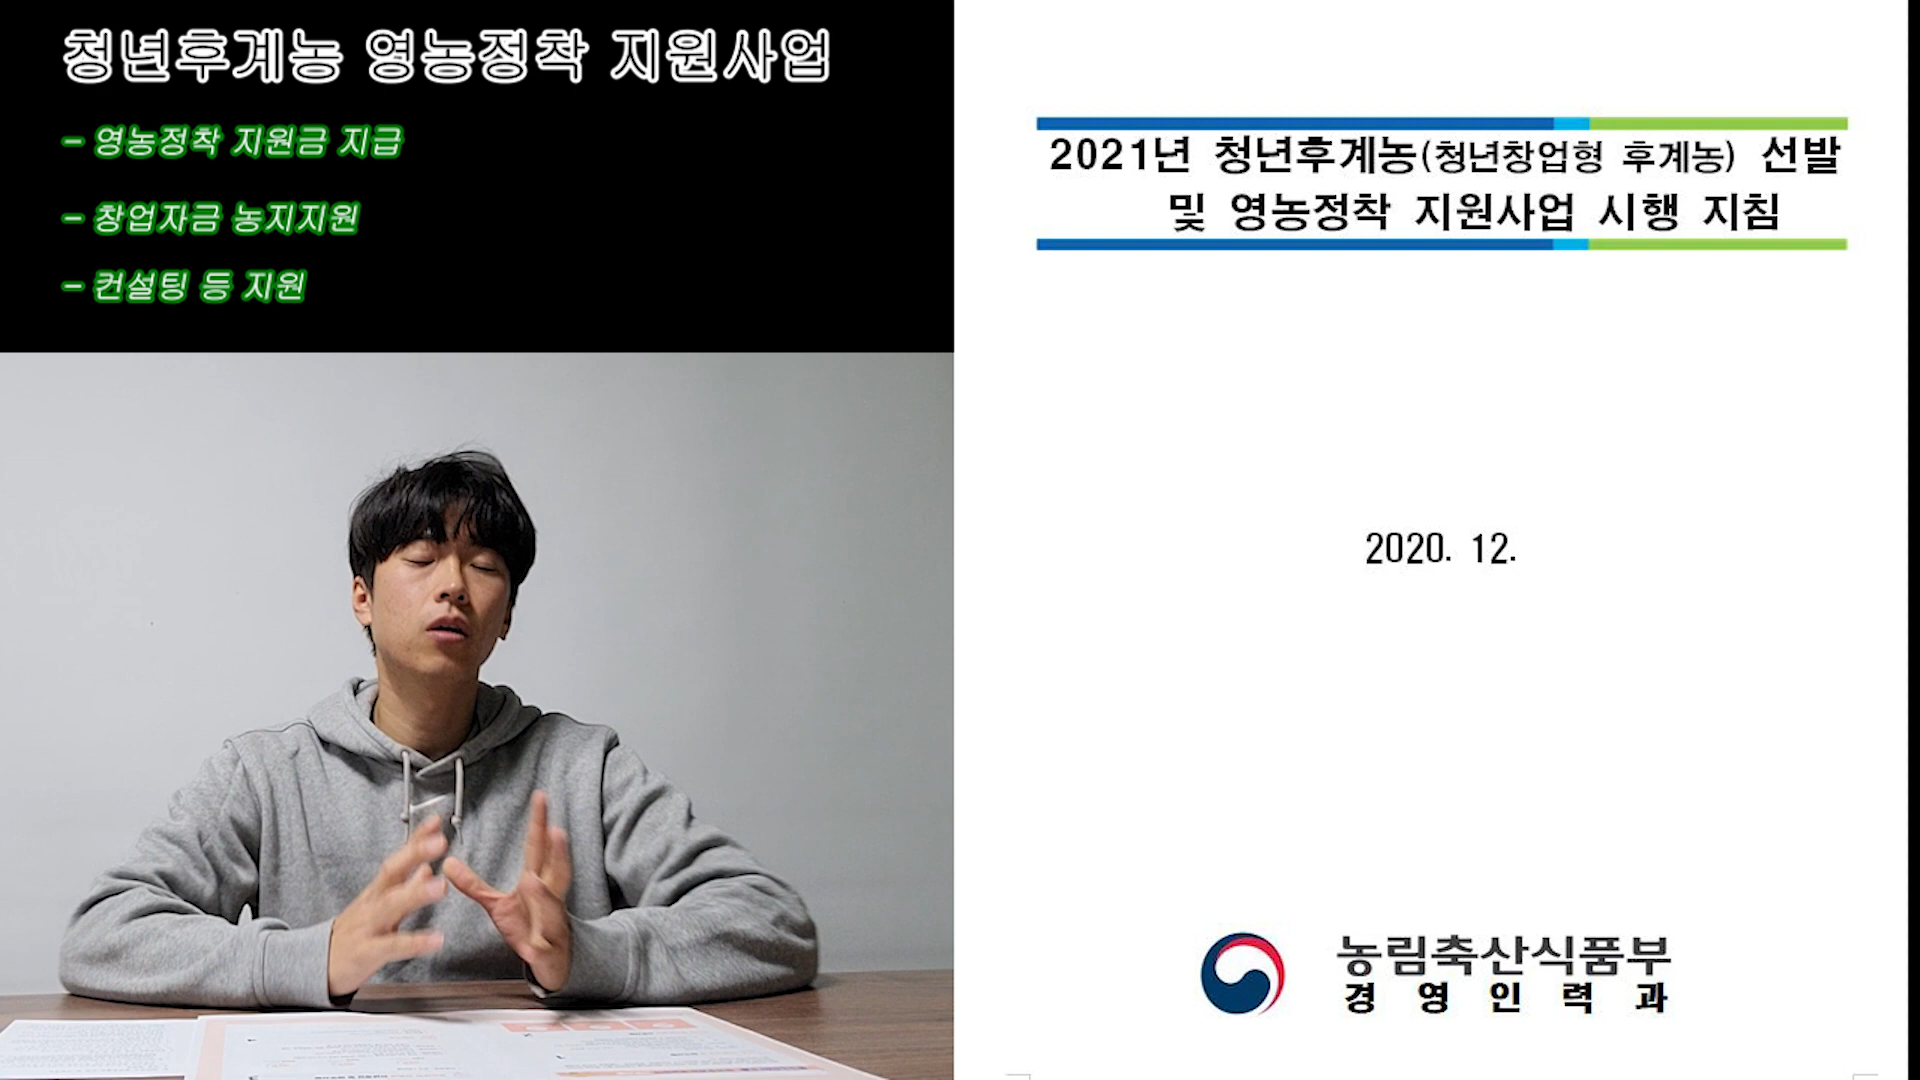 청년후계농 영농정착 지원사업
- 영농정착 지원금 지급
- 창업자금 농지지원
- 컨설팅 등 지원
2021년 청년후계농(청년창업형 후계농) 선발
및 영농정착 지원사업 시행 지침
2020. 12.
농림축산식품부
경영인력과